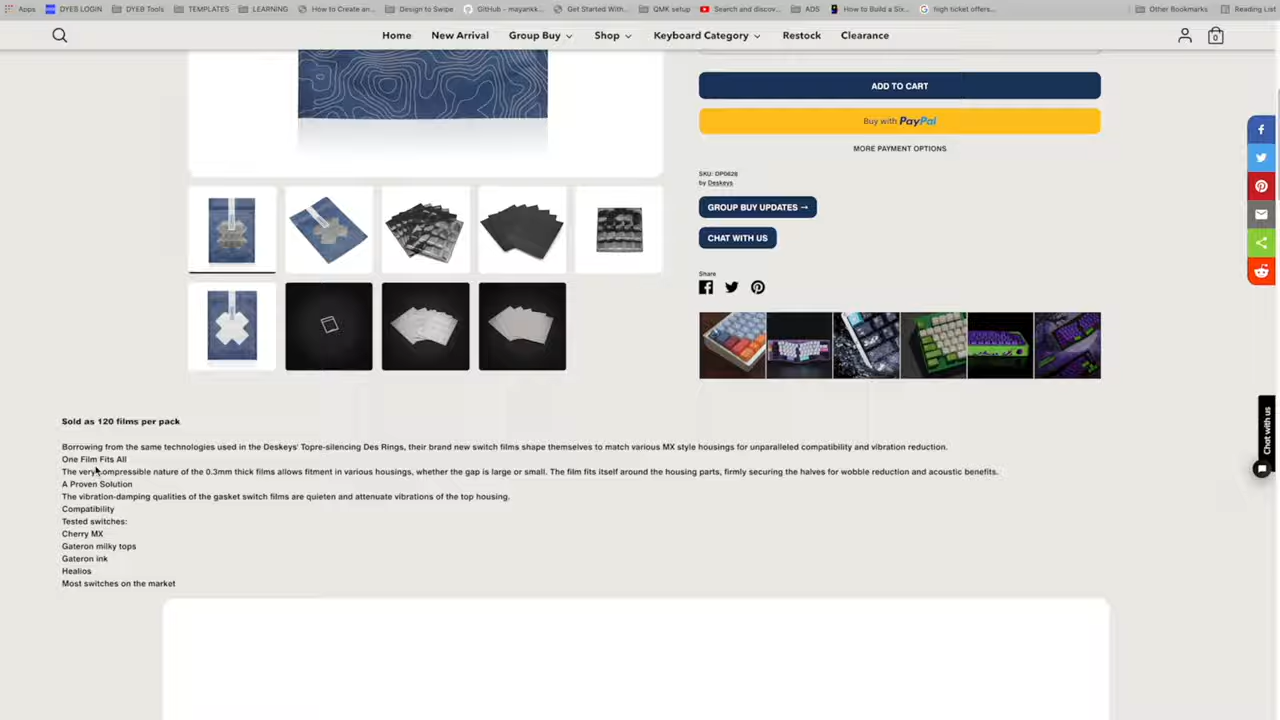 Apps
DYEB LOGIN
DYEB Tools
TEMPLATES
LEARNING
How to Create an...
Design to Swipe
GitHub - mayankk...
Get Started With...
QMK setup
Search and discov...
ADS
How to Build a Six...
high ticket offers...
Other Bookmarks
Reading List
Home
New Arrival
Group Buy
Shop
Keyboard Category
Restock
Clearance
0
ADD TO CART
Buy with PayPal
MORE PAYMENT OPTIONS
SKU: DP0628
by Deskeys
GROUP BUY UPDATES →
CHAT WITH US
Share
Chat with us
Sold as 120 films per pack
Borrowing from the same technologies used in the Deskeys' Topre-silencing Des Rings, their brand new switch films shape themselves to match various MX style housings for unparalleled compatibility and vibration reduction.
One Film Fits All
The very compressible nature of the 0.3mm thick films allows fitment in various housings, whether the gap is large or small. The film fits itself around the housing parts, firmly securing the halves for wobble reduction and acoustic benefits.
A Proven Solution
The vibration-damping qualities of the gasket switch films are quieten and attenuate vibrations of the top housing.
Compatibility
Tested switches:
Cherry MX
Gateron milky tops
Gateron ink
Healios
Most switches on the market